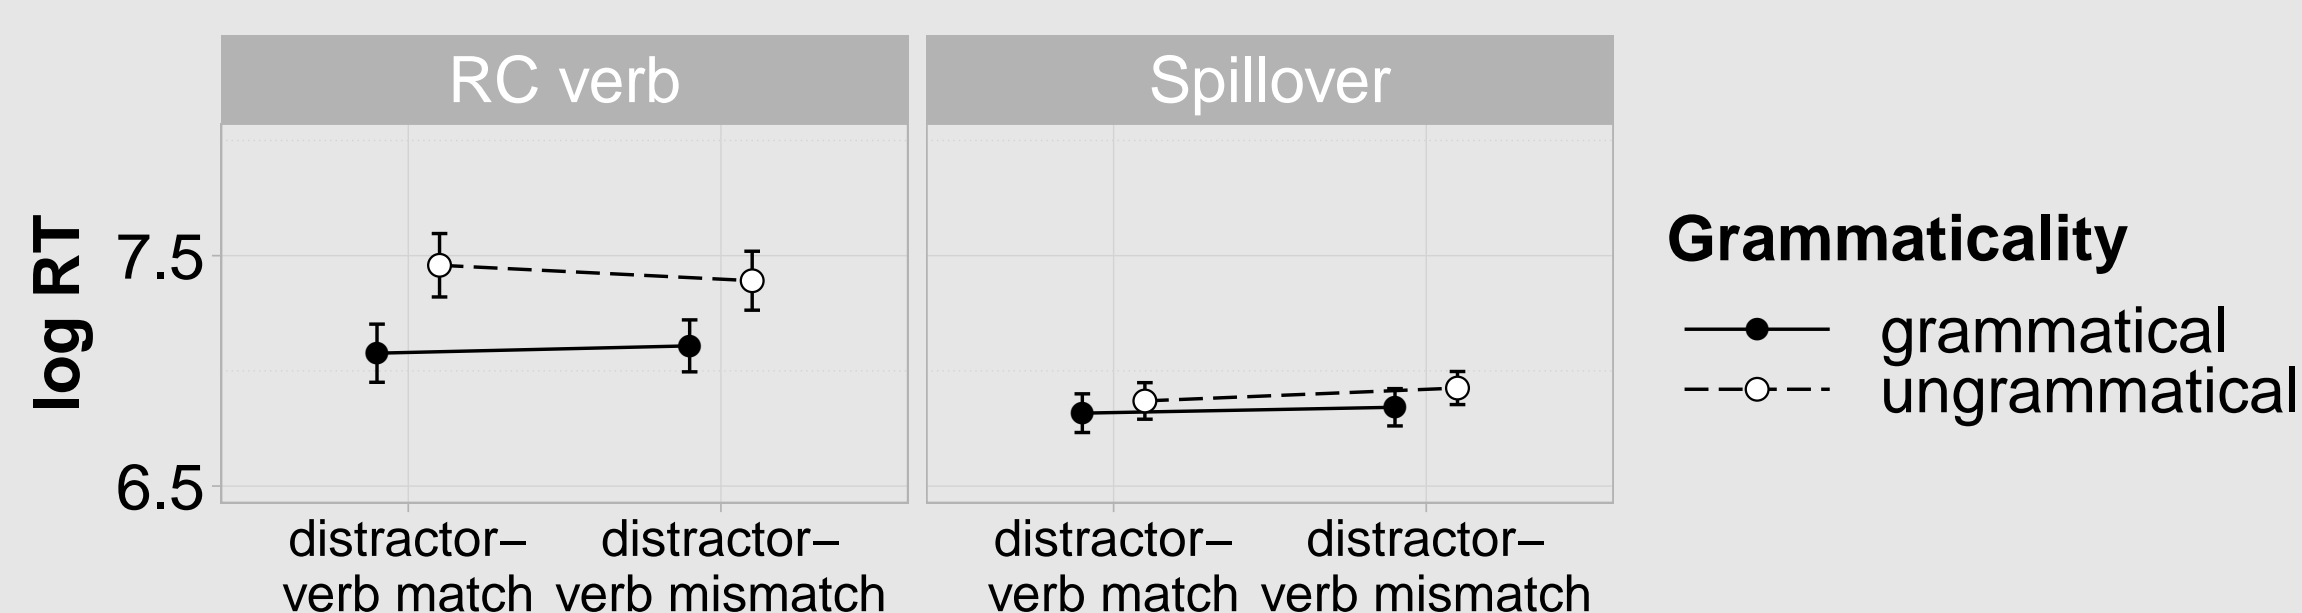 RC verb
Spillover
log RT
7.5
6.5
distractor–
verb match
distractor–
verb mismatch
distractor–
verb match
distractor–
verb mismatch
Grammaticality
grammatical
ungrammatical